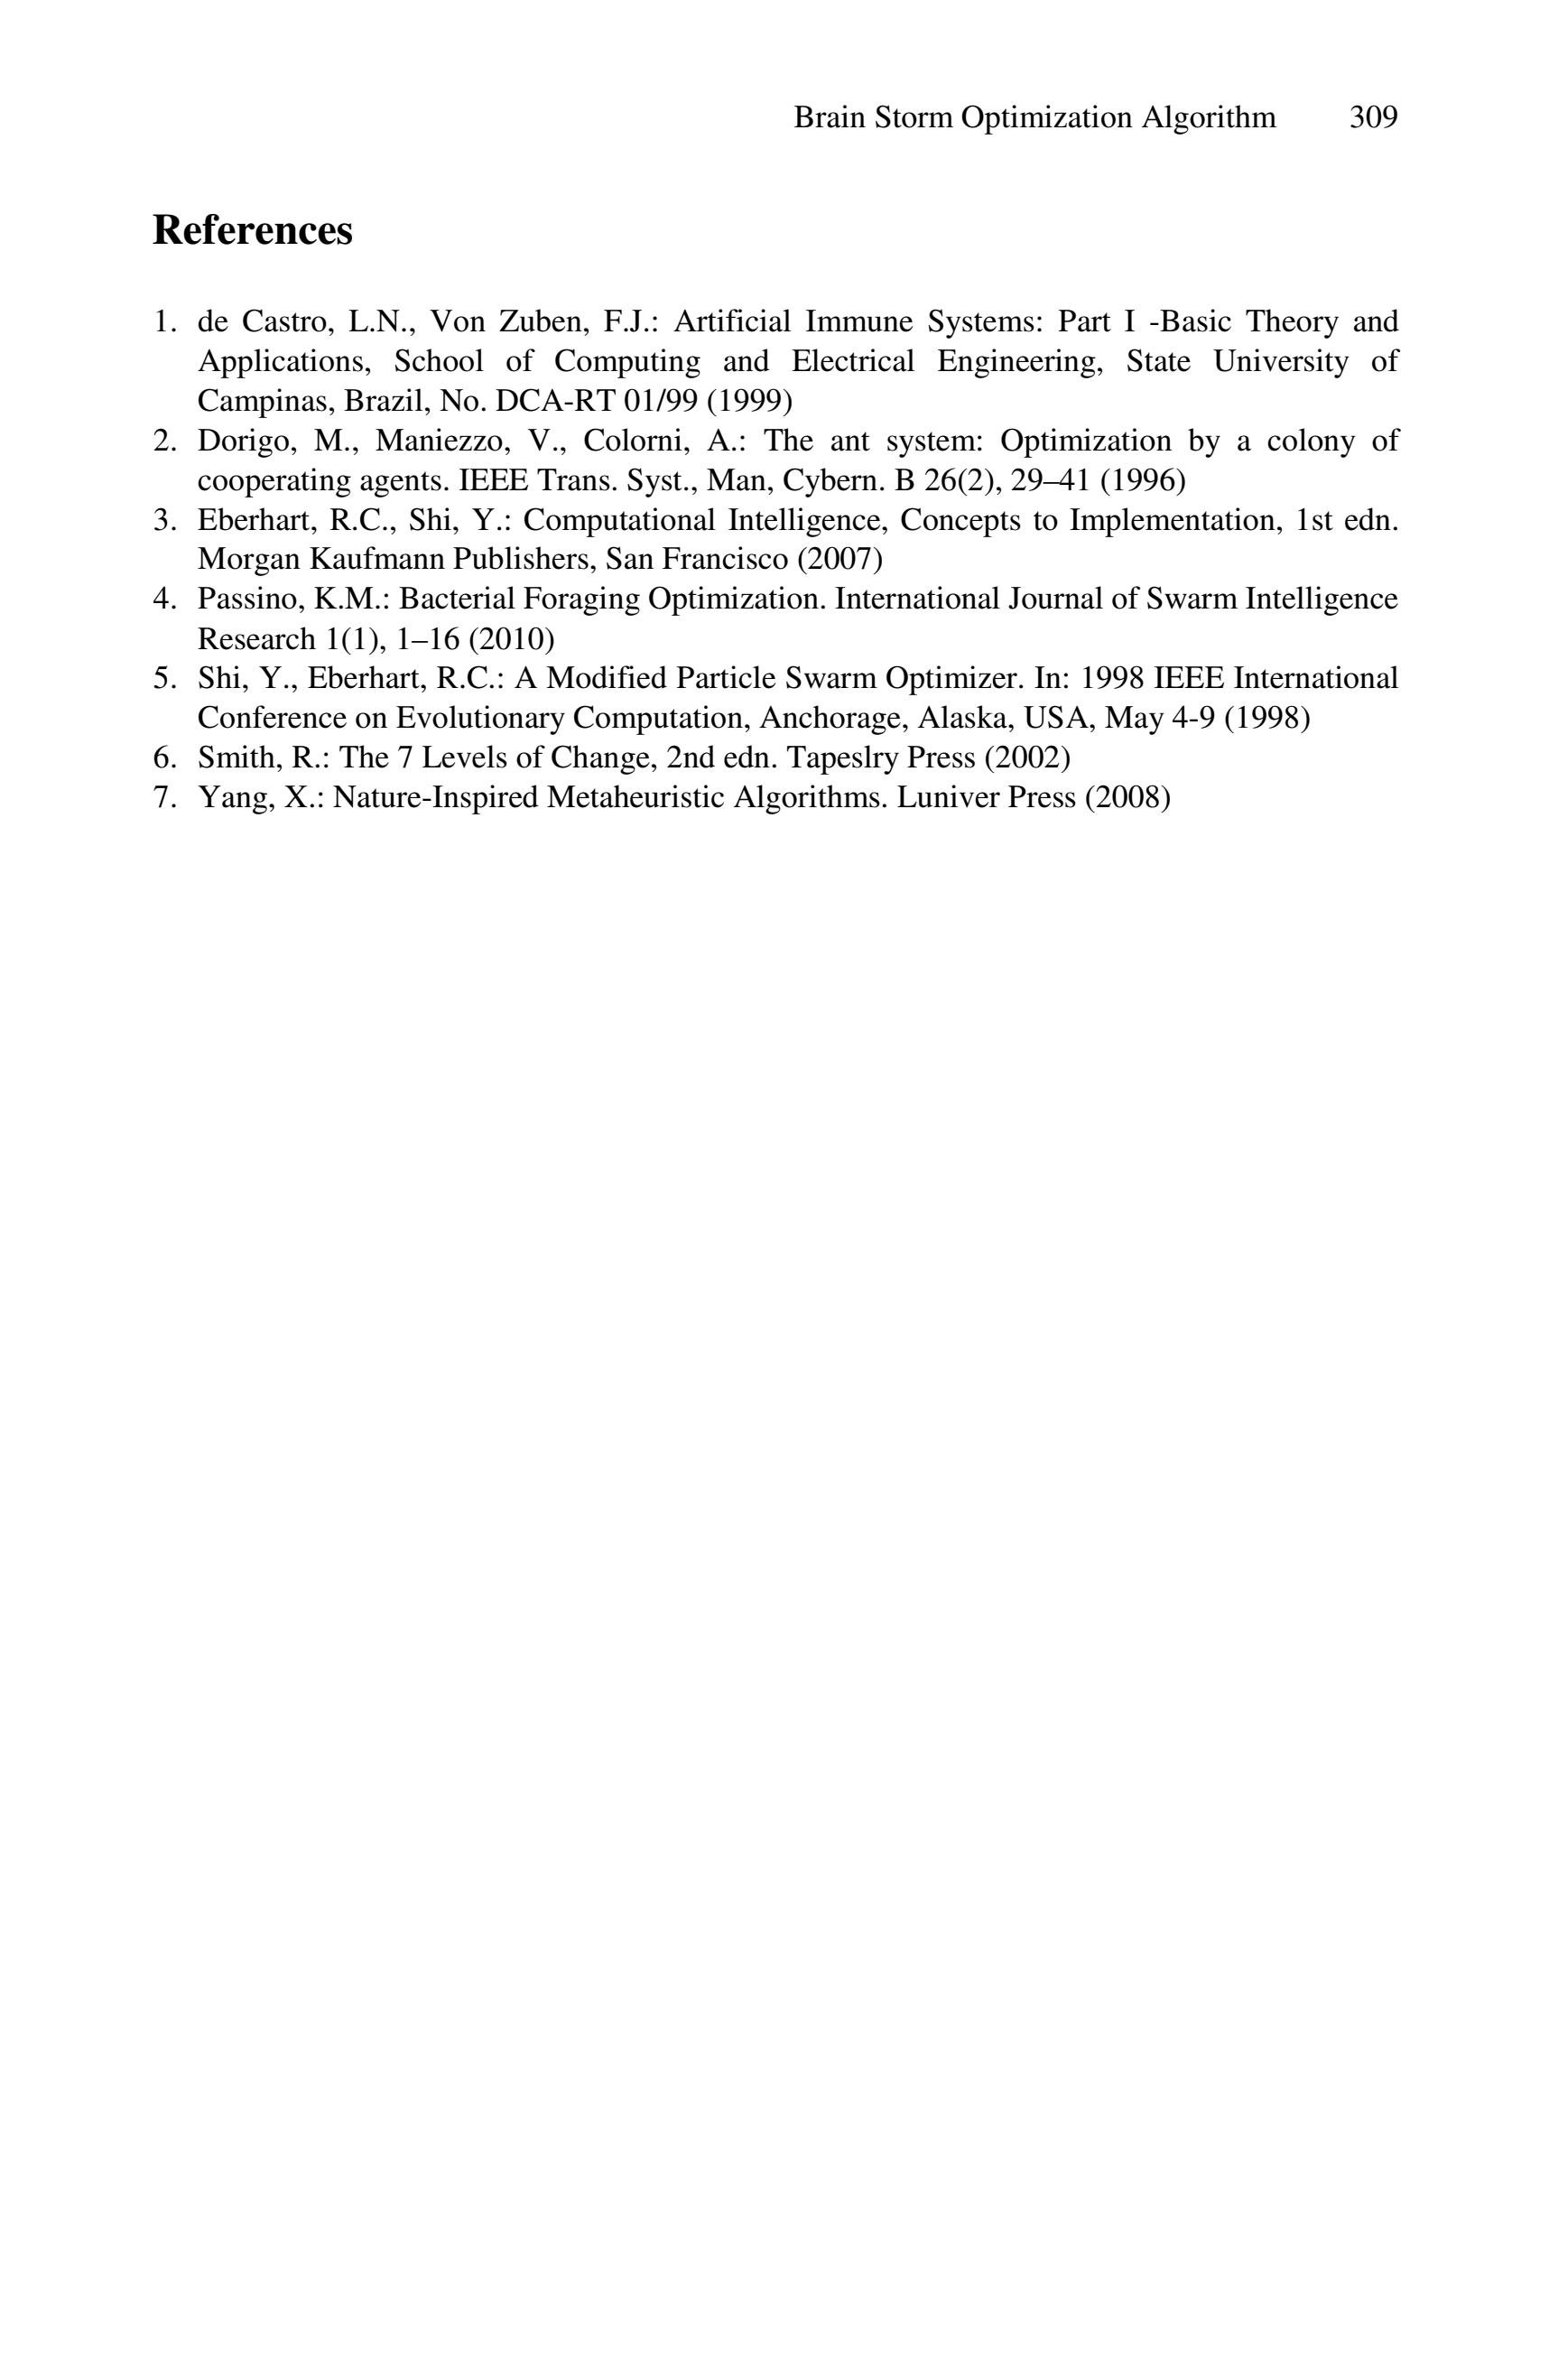 Brain Storm Optimization Algorithm 309
References
1. de Castro, L.N., Von Zuben, F.J.: Artificial Immune Systems: Part I -Basic Theory and
Applications, School of Computing and Electrical Engineering, State University of
Campinas, Brazil, No. DCA-RT 01/99 (1999)
2. Dorigo, M., Maniezzo, V., Colorni, A.: The ant system: Optimization by a colony of
cooperating agents. IEEE Trans. Syst., Man, Cybern. B 26(2), 29–41 (1996)
3. Eberhart, R.C., Shi, Y.: Computational Intelligence, Concepts to Implementation, 1st edn.
Morgan Kaufmann Publishers, San Francisco (2007)
4. Passino, K.M.: Bacterial Foraging Optimization. International Journal of Swarm Intelligence
Research 1(1), 1–16 (2010)
5. Shi, Y., Eberhart, R.C.: A Modified Particle Swarm Optimizer. In: 1998 IEEE International
Conference on Evolutionary Computation, Anchorage, Alaska, USA, May 4-9 (1998)
6. Smith, R.: The 7 Levels of Change, 2nd edn. Tapeslry Press (2002)
7. Yang, X.: Nature-Inspired Metaheuristic Algorithms. Luniver Press (2008)